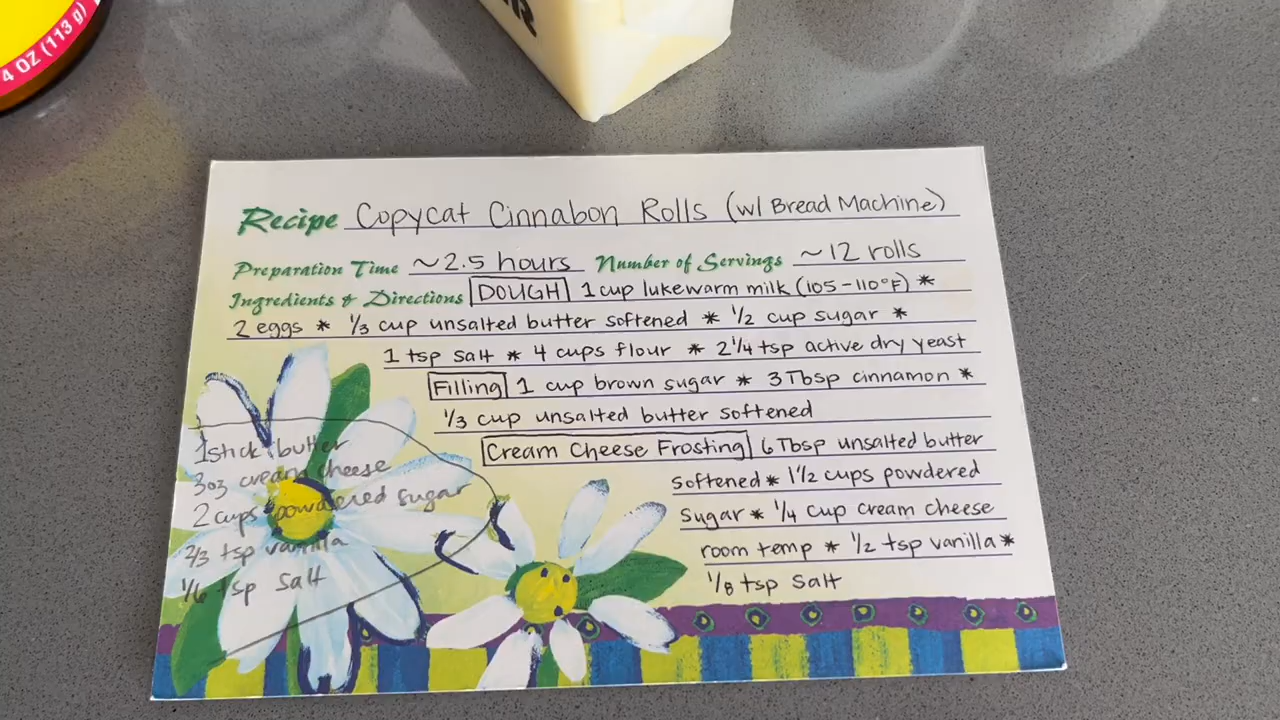 4 OZ (113 g)
Recipe Copycat Cinnabon Rolls (w/ Bread Machine)
Preparation Time ~2.5 hours Number of Servings ~12 rolls
Ingredients & Directions DOUGH 1 cup lukewarm milk (105-110°F) *
2 eggs * 1/3 cup unsalted butter softened * 1/2 cup sugar *
1 tsp salt * 4 cups flour * 2 1/4 tsp active dry yeast
Filling 1 cup brown sugar * 3 Tbsp cinnamon *
1/3 cup unsalted butter softened
Cream Cheese Frosting 6 Tbsp unsalted butter
softened * 1 1/2 cups powdered
sugar * 1/4 cup cream cheese
room temp * 1/2 tsp vanilla *
1/8 tsp salt
1 stick butter
3oz cream cheese
2 cups powdered sugar
2/3 tsp vanilla
1/6 tsp salt